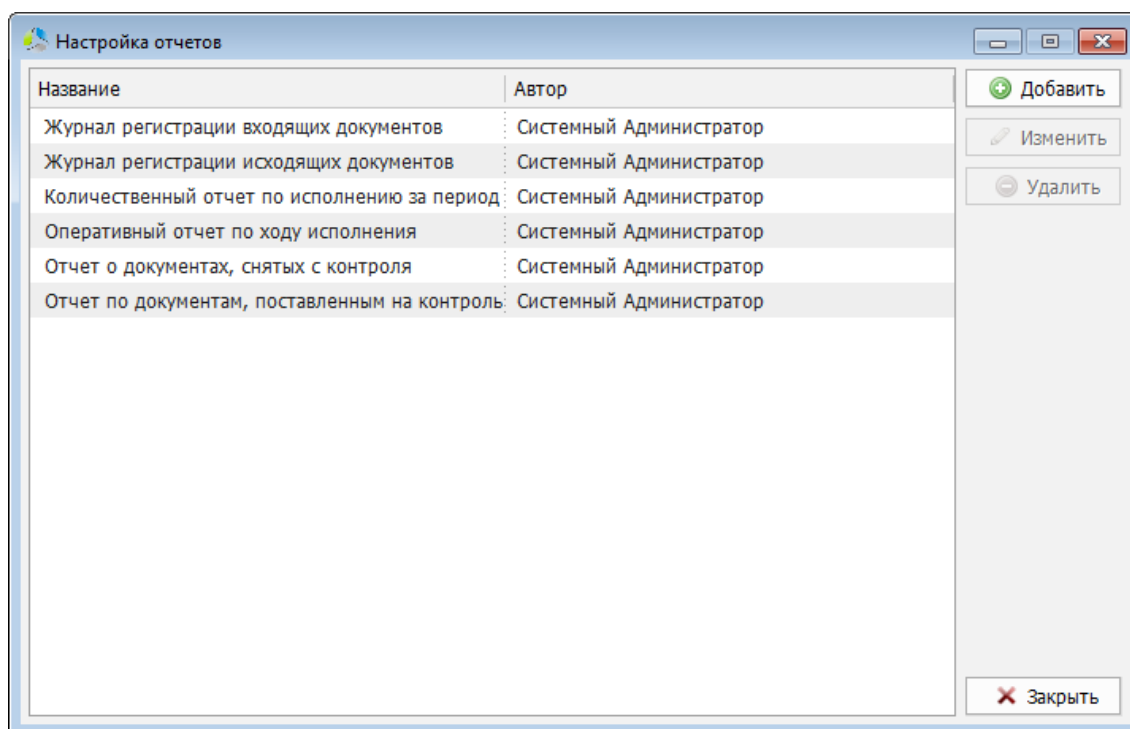 Настройка отчетов
Название Автор
Журнал регистрации входящих документов Системный Администратор
Журнал регистрации исходящих документов Системный Администратор
Количественный отчет по исполнению за период Системный Администратор
Оперативный отчет по ходу исполнения Системный Администратор
Отчет о документах, снятых с контроля Системный Администратор
Отчет по документам, поставленным на контроль Системный Администратор
Добавить
Изменить
Удалить
Закрыть